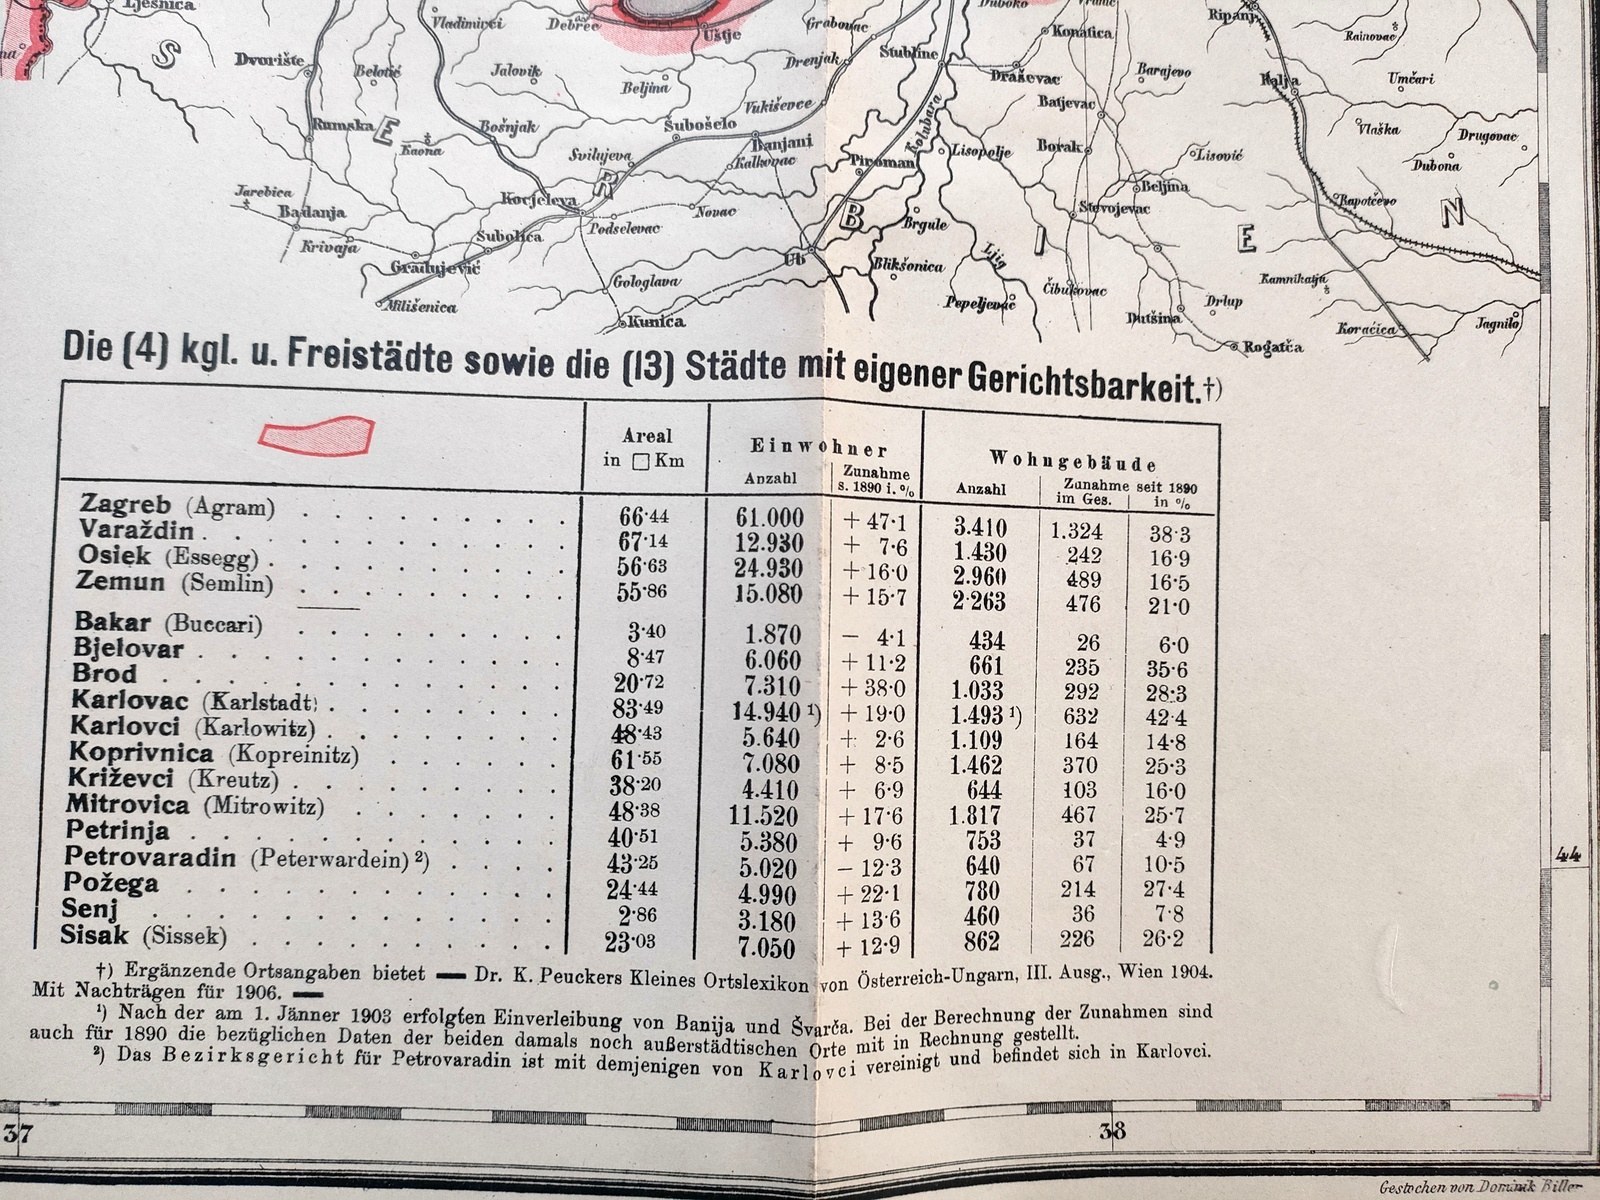 Lješnica
Vladimirci
Debrec
Uštje
Grabovac
Duboko
Konatica
Ripanj
Rainovac
S
Dvorište
Belotić
Jalovik
Beljina
Drenjak
Stubline
Draševac
Barajevo
Ralja
Umčari
Vukiševce
Batjevac
Rumska
E
Kaona
Bošnjak
Šubošelo
Banjani
Kolubara
Vlaška
Drugovac
Svilujeva
Kalkovac
Piroman
Lisopolje
Borak
Lisović
Dubona
Jarebica
Badanja
Kocjeleva
R
Novac
B
Brgule
Stevojevac
Beljina
Rapotčevo
N
Krivaja
Subotica
Podselevac
Ub
I
E
Gradujević
Gologlava
Blikšonica
Ljig
Čibukovac
Kamnikatja
Milišenica
Kunica
Pepeljevac
Dutšina
Drlup
Rogatča
Koračica
Jagnilo
Die (4) kgl. u. Freistädte sowie die (13) Städte mit eigener Gerichtsbarkeit.†)
Areal in □ Km Einwohner Wohngebäude
Anzahl Zunahme s. 1890 i. % Anzahl Zunahme seit 1890 im Ges. in %
Zagreb (Agram) 66·44 61.000 + 47·1 3.410 1.324 38·3
Varaždin 67·14 12.930 + 7·6 1.430 242 16·9
Osiek (Essegg) 56·63 24.930 + 16·0 2.960 489 16·5
Zemun (Semlin) 55·86 15.080 + 15·7 2·263 476 21·0
Bakar (Buccari) 3·40 1.870 − 4·1 434 26 6·0
Bjelovar 8·47 6.060 + 11·2 661 235 35·6
Brod 20·72 7.310 + 38·0 1.033 292 28·3
Karlovac (Karlstadt) 83·49 14.940 ¹) + 19·0 1.493 ¹) 632 42·4
Karlovci (Karlowitz) 48·43 5.640 + 2·6 1.109 164 14·8
Koprivnica (Kopreinitz) 61·55 7.080 + 8·5 1.462 370 25·3
Križevci (Kreutz) 38·20 4.410 + 6·9 644 103 16·0
Mitrovica (Mitrowitz) 48·38 11.520 + 17·6 1.817 467 25·7
Petrinja 40·51 5.380 + 9·6 753 37 4·9
Petrovaradin (Peterwardein) ²) 43·25 5.020 − 12·3 640 67 10·5
Požega 24·44 4.990 + 22·1 780 214 27·4
Senj 2·86 3.180 + 13·6 460 36 7·8
Sisak (Sissek) 23·03 7.050 + 12·9 862 226 26·2
†) Ergänzende Ortsangaben bietet — Dr. K. Peuckers Kleines Ortslexikon von Österreich-Ungarn, III. Ausg., Wien 1904.
Mit Nachträgen für 1906. —
¹) Nach der am 1. Jänner 1903 erfolgten Einverleibung von Banija und Švarča. Bei der Berechnung der Zunahmen sind
auch für 1890 die bezüglichen Daten der beiden damals noch außerstädtischen Orte mit in Rechnung gestellt.
²) Das Bezirksgericht für Petrovaradin ist mit demjenigen von Karlovci vereinigt und befindet sich in Karlovci.
44
37
38
Gestochen von Dominik Biller